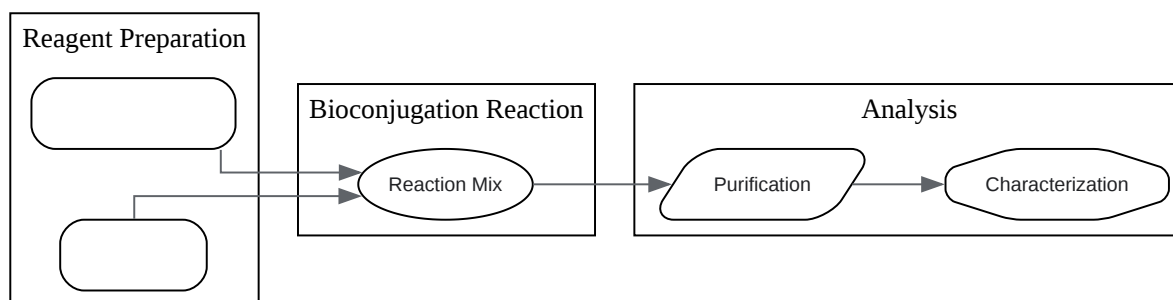 Reagent Preparation
Bioconjugation Reaction
Analysis
Reaction Mix
Purification
Characterization